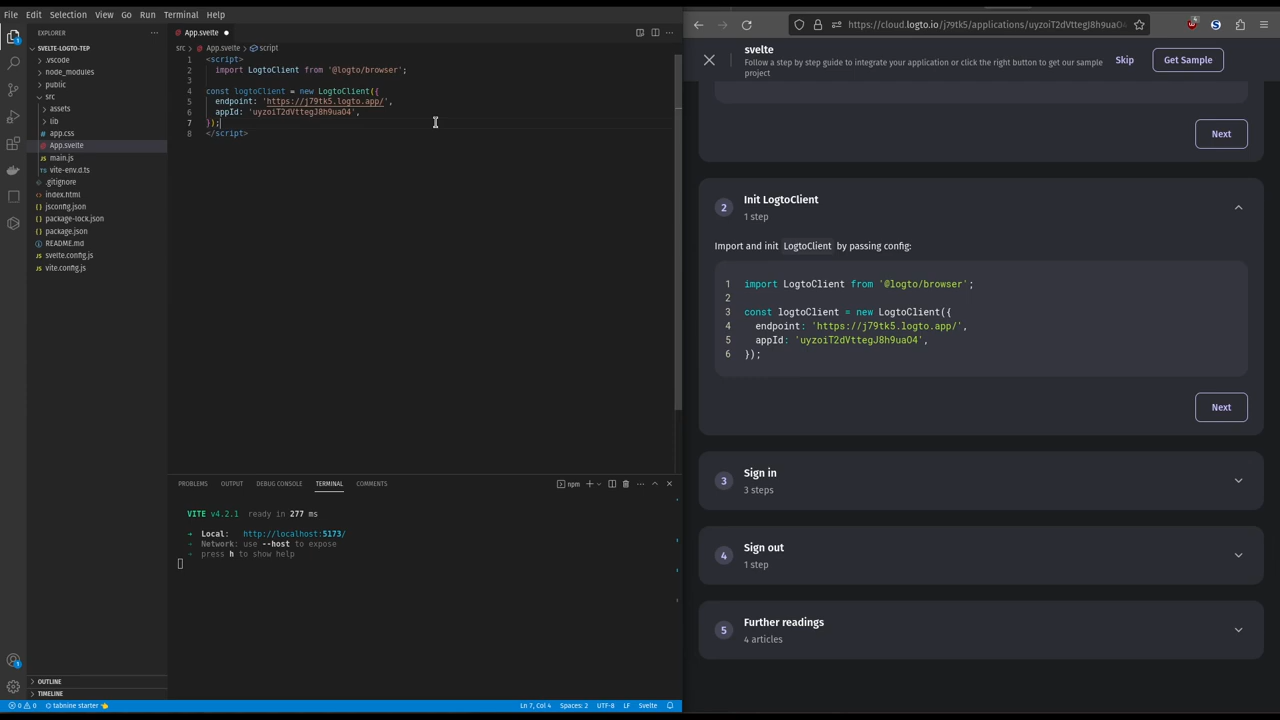 File Edit Selection View Go Run Terminal Help
EXPLORER
SVELTE-LOGTO-TEP
.vscode
node_modules
public
src
assets
lib
app.css
App.svelte
main.js
TS vite-env.d.ts
.gitignore
index.html
jsconfig.json
package-lock.json
package.json
README.md
svelte.config.js
vite.config.js
OUTLINE
TIMELINE
App.svelte
src > App.svelte > script
1 <script>
2 import LogtoClient from '@logto/browser';
3
4 const logtoClient = new LogtoClient({
5 endpoint: 'https://j79tk5.logto.app/',
6 appId: 'uyzoiT2dVttegJ8h9uaO4',
7 });
8 </script>
PROBLEMS OUTPUT DEBUG CONSOLE TERMINAL COMMENTS
npm
VITE v4.2.1 ready in 277 ms
➜ Local: http://localhost:5173/
➜ Network: use --host to expose
➜ press h to show help
0 0 tabnine starter
Ln 7, Col 4 Spaces: 2 UTF-8 LF Svelte
https://cloud.logto.io/j79tk5/applications/uyzoiT2dVttegJ8h9uaO
svelte
Follow a step by step guide to integrate your application or click the right button to get our sample
project
Skip
Get Sample
Next
2
Init LogtoClient
1 step
Import and init LogtoClient by passing config:
1 import LogtoClient from '@logto/browser';
2
3 const logtoClient = new LogtoClient({
4 endpoint: 'https://j79tk5.logto.app/',
5 appId: 'uyzoiT2dVttegJ8h9uaO4',
6 });
Next
3
Sign in
3 steps
4
Sign out
1 step
5
Further readings
4 articles